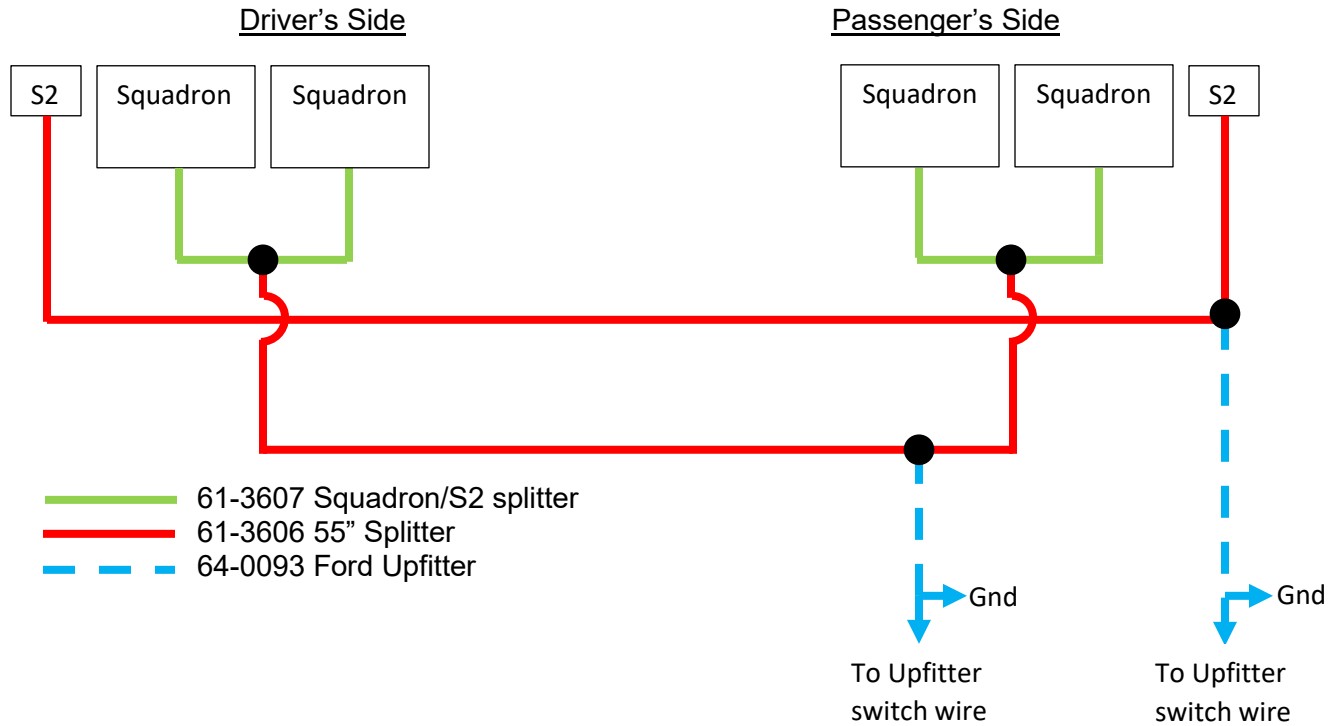 Driver’s Side
Passenger’s Side
S2
Squadron
Squadron
Squadron
Squadron
S2
61-3607 Squadron/S2 splitter
61-3606 55” Splitter
64-0093 Ford Upfitter
Gnd
Gnd
To Upfitter
switch wire
To Upfitter
switch wire